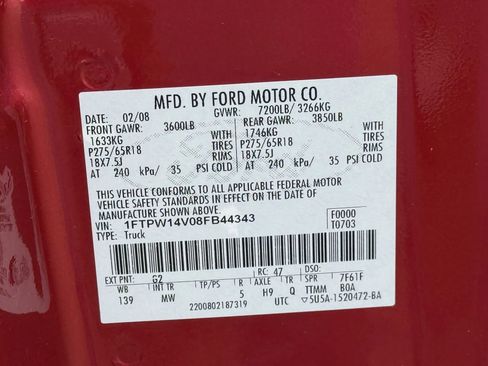 MFD. BY FORD MOTOR CO.
DATE: 02/08 GVWR: 7200LB/ 3266KG
FRONT GAWR: 3600LB REAR GAWR: 3850LB
1633KG 1746KG
P275/65R18 TIRES P275/65R18 TIRES
18X7.5J RIMS 18X7.5J RIMS
AT 240 kPa/ 35 PSI COLD AT 240 kPa/ 35 PSI COLD
THIS VEHICLE CONFORMS TO ALL APPLICABLE FEDERAL MOTOR
VEHICLE SAFETY STANDARDS IN EFFECT ON THE DATE OF
MANUFACTURE SHOWN ABOVE.
VIN: 1FTPW14V08FB44343 F0000
TYPE: Truck T0703
EXT PNT: G2 RC: 47 DSO:
WB INT TR TP/PS R AXLE TR SPR 7F61F
139 MW 5 H9 Q TTMM B0A
2200802187319 UTC ▽5U5A-1520472-BA
Ford